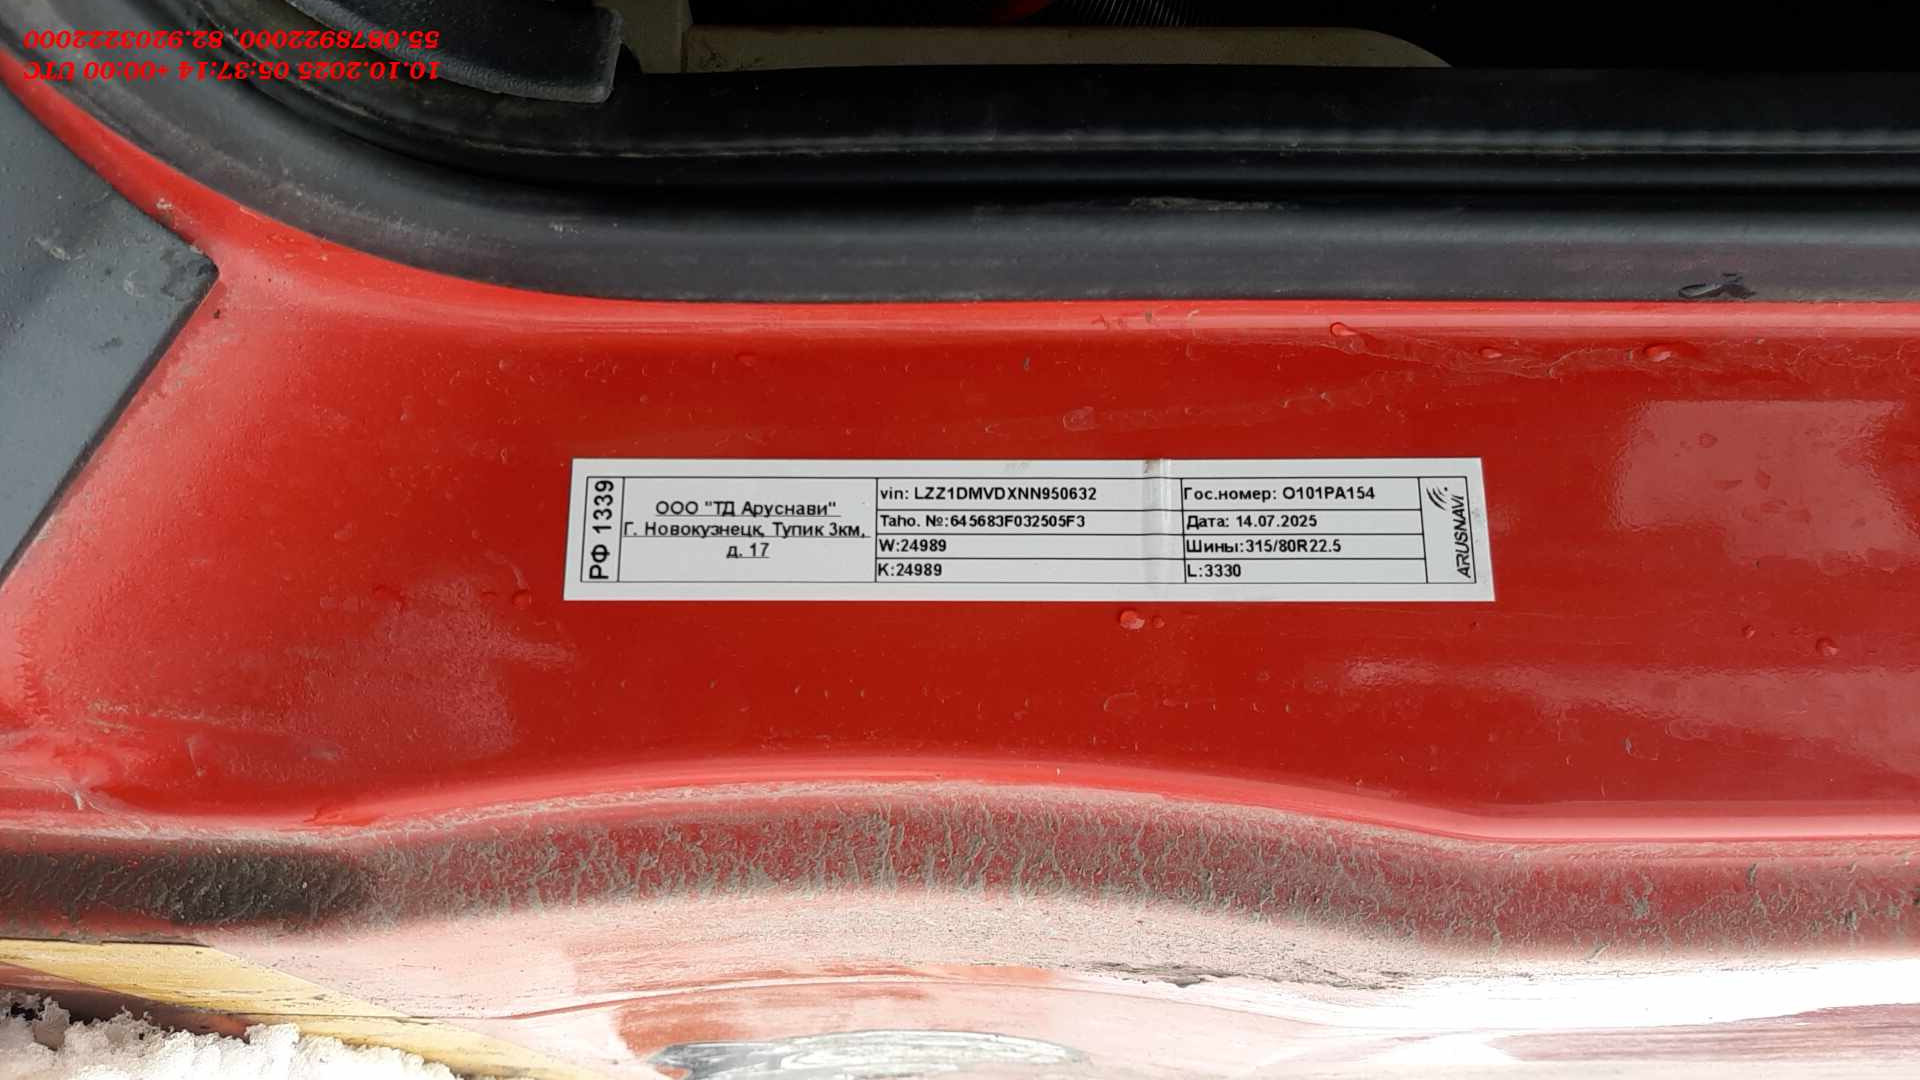 55.0878922000, 82.9203222000
10.10.2025 05:37:14 +00:00 UTC
РФ 1339
ООО "ТД Аруснави"
Г. Новокузнецк, Тупик 3км,
д. 17
vin: LZZ1DMVDXNN950632
Taho. №:645683F032505F3
W:24989
K:24989
Гос.номер: О101РА154
Дата: 14.07.2025
Шины:315/80R22.5
L:3330
ARUSNAVI